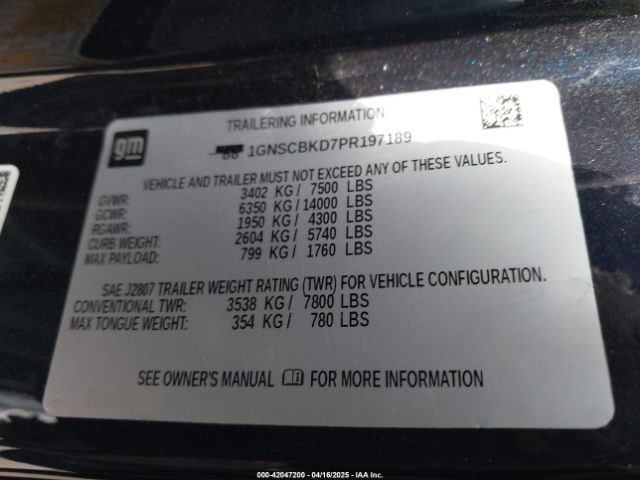 TRAILERING INFORMATION
gm
1GNSCBKD7PR197189
VEHICLE AND TRAILER MUST NOT EXCEED ANY OF THESE VALUES.
GVWR: 3402 KG / 7500 LBS
GCWR: 6350 KG / 14000 LBS
RGAWR: 1950 KG / 4300 LBS
CURB WEIGHT: 2604 KG / 5740 LBS
MAX PAYLOAD: 799 KG / 1760 LBS
SAE J2807 TRAILER WEIGHT RATING (TWR) FOR VEHICLE CONFIGURATION.
CONVENTIONAL TWR: 3538 KG / 7800 LBS
MAX TONGUE WEIGHT: 354 KG / 780 LBS
SEE OWNER'S MANUAL FOR MORE INFORMATION
000-42047200 - 04/16/2025 - IAA Inc.